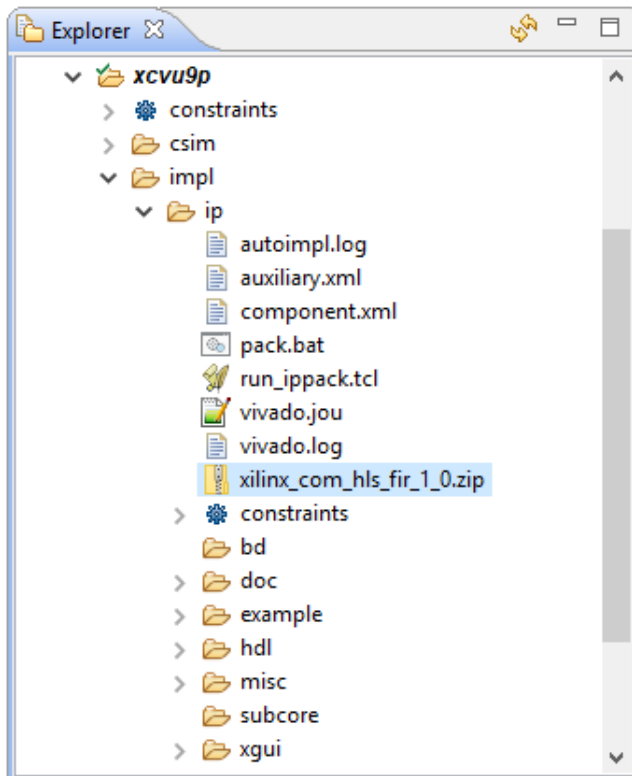 Explorer
xcvu9p
constraints
csim
impl
ip
autoimpl.log
auxiliary.xml
component.xml
pack.bat
run_ippack.tcl
vivado.jou
vivado.log
xilinx_com_hls_fir_1_0.zip
constraints
bd
doc
example
hdl
misc
subcore
xgui